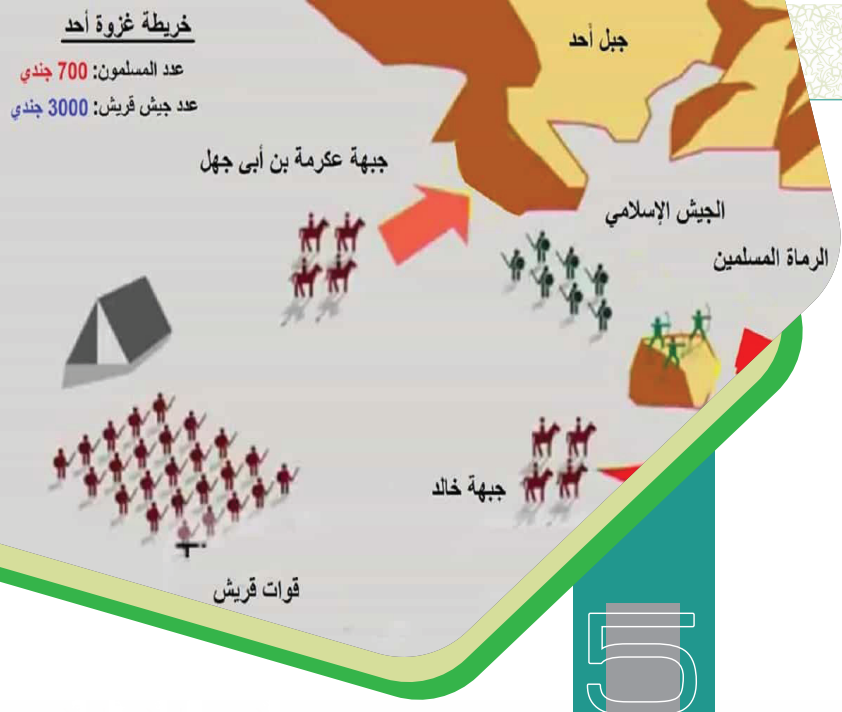 خريطة غزوة أحد
عدد المسلمون: 700 جندي
عدد جيش قريش: 3000 جندي
جبل أحد
جبهة عكرمة بن أبى جهل
الجيش الإسلامي
الرماة المسلمين
جبهة خالد
قوات قريش
5